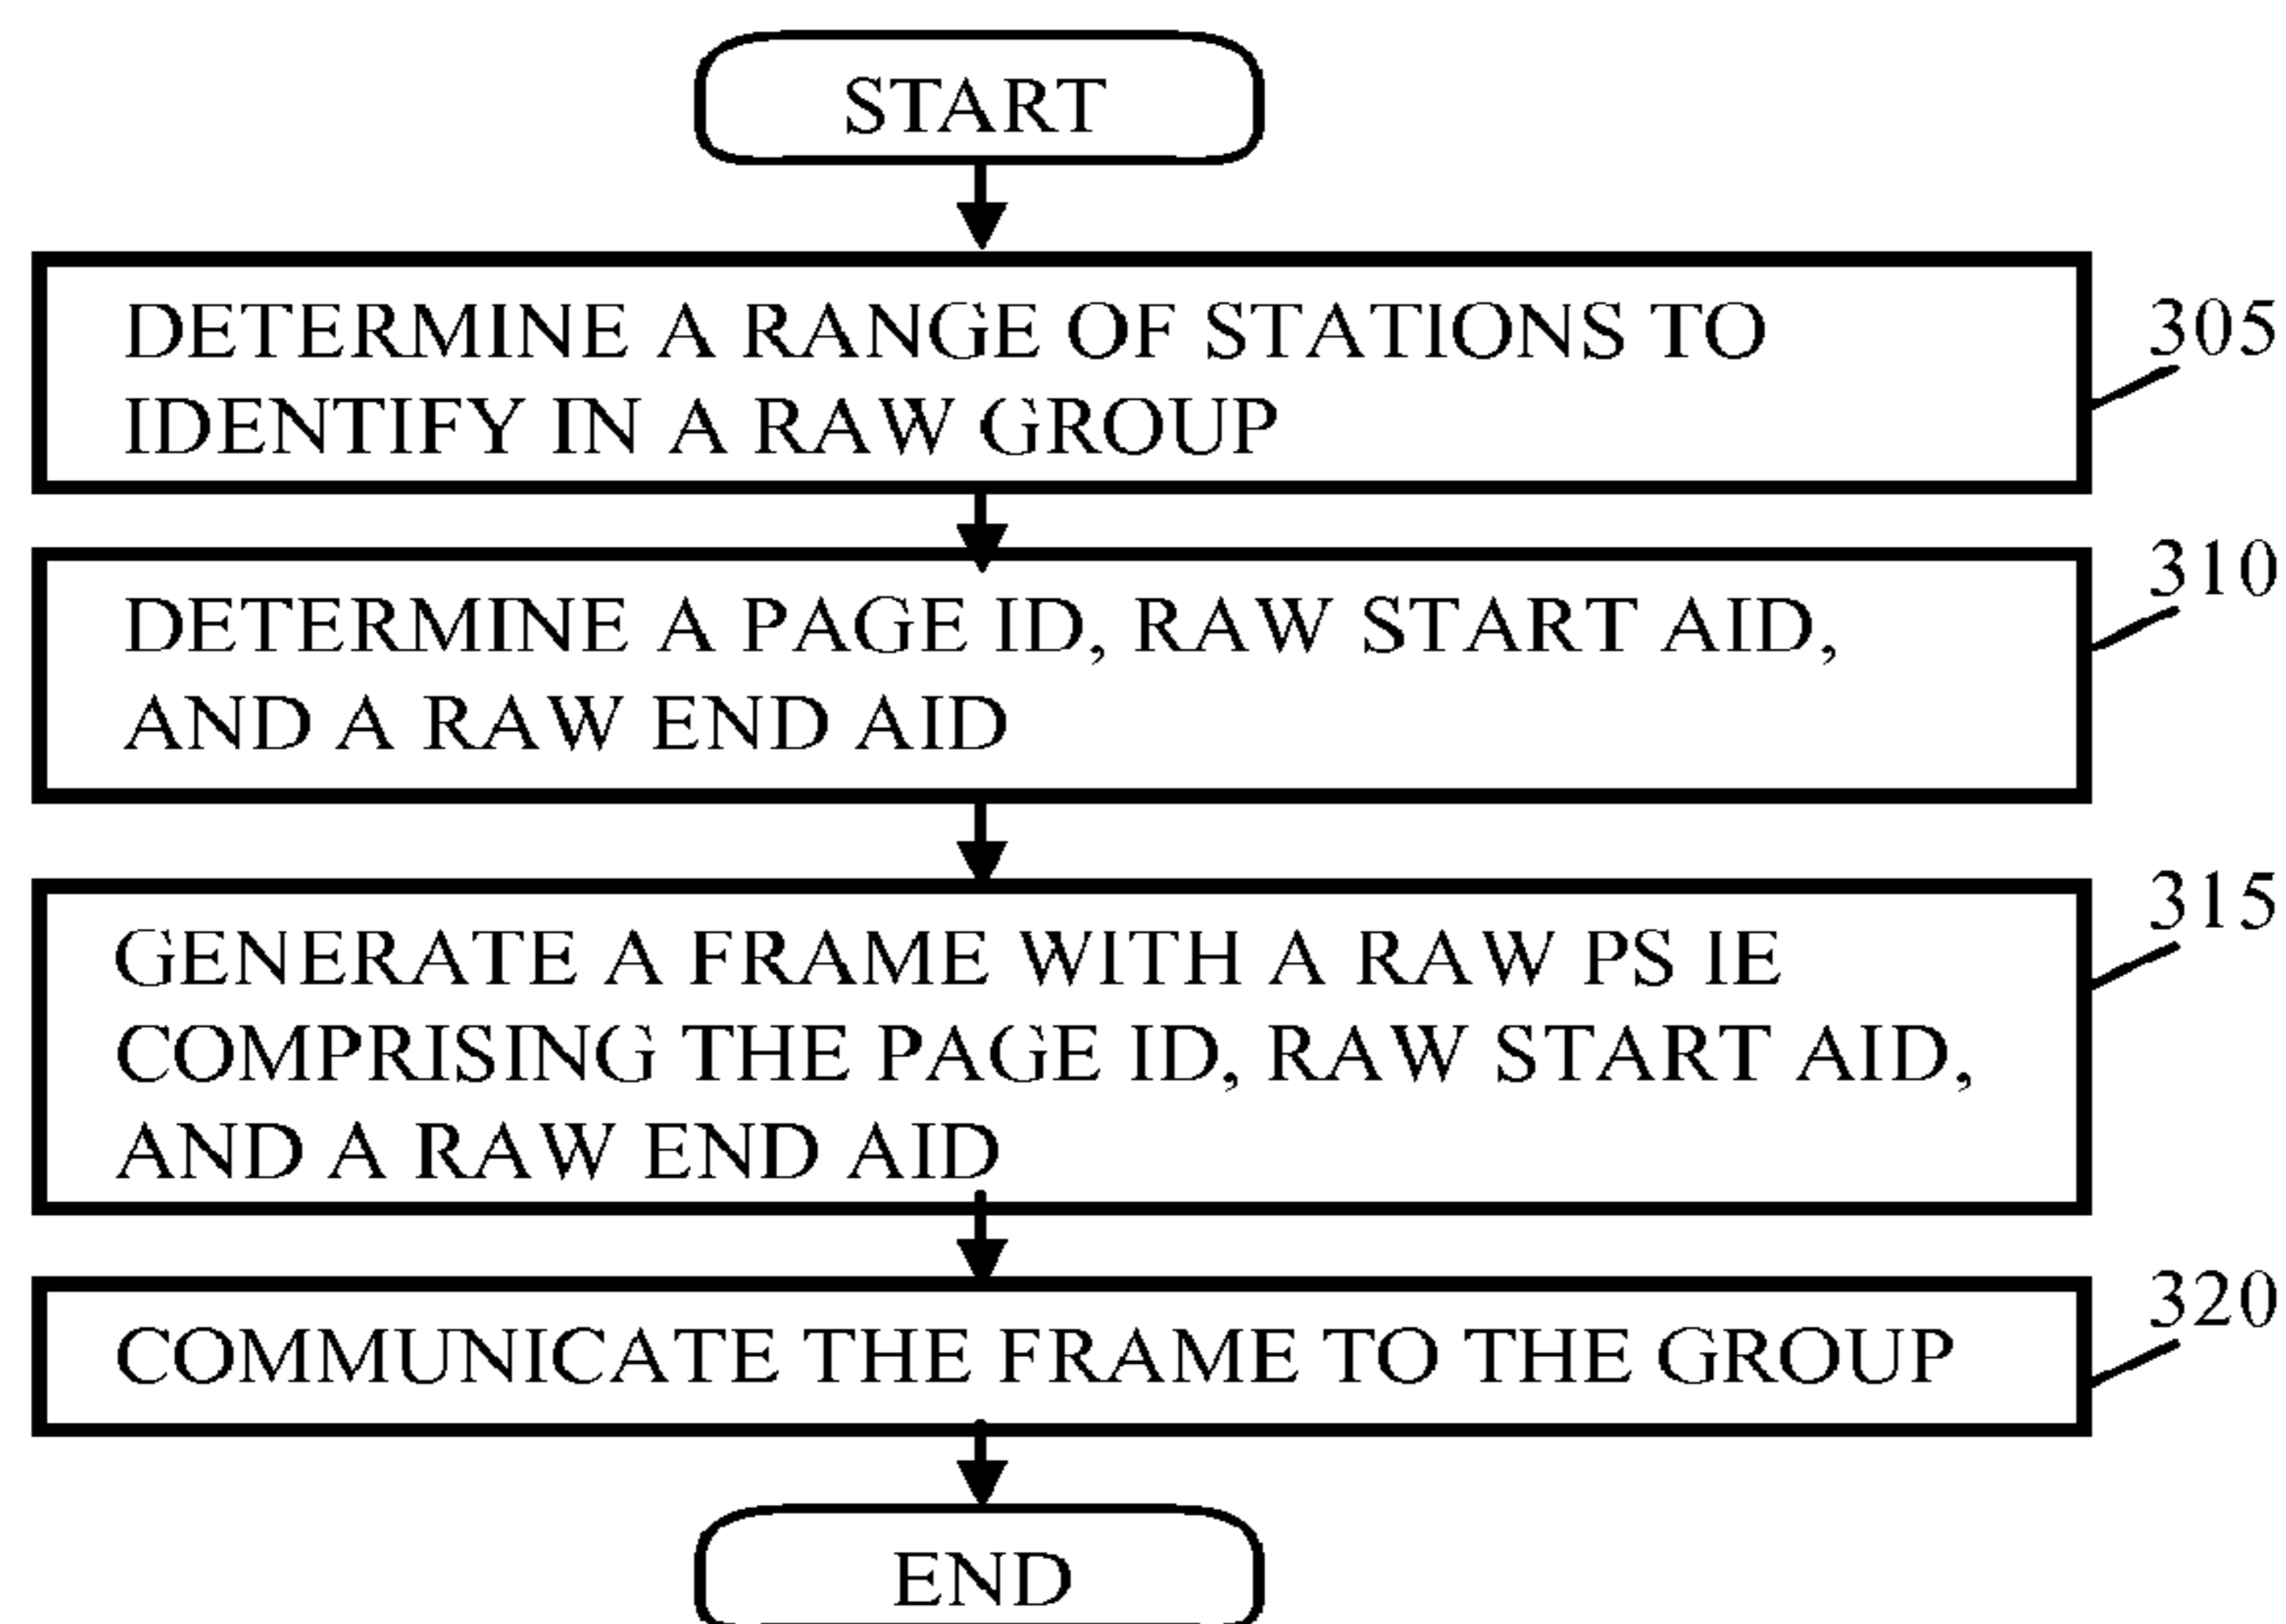 START
DETERMINE A RANGE OF STATIONS TO
IDENTIFY IN A RAW GROUP
305
DETERMINE A PAGE ID, RAW START AID,
AND A RAW END AID
310
GENERATE A FRAME WITH A RAW PS IE
COMPRISING THE PAGE ID, RAW START AID,
AND A RAW END AID
315
COMMUNICATE THE FRAME TO THE GROUP
320
END